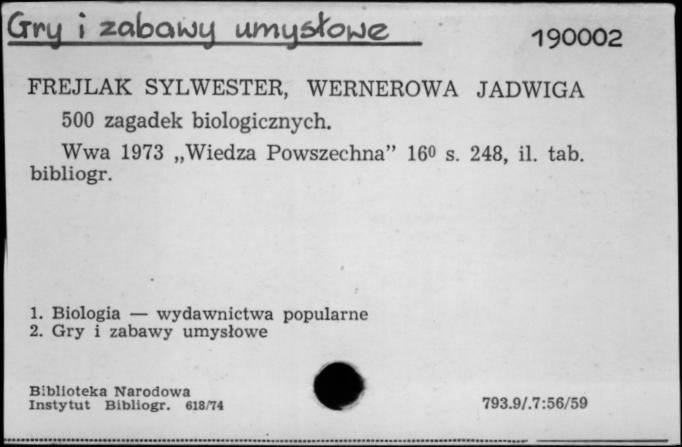 Gry i zabawy umysłowe
190002
FREJLAK SYLWESTER, WERNEROWA JADWIGA
500 zagadek biologicznych.
Wwa 1973 „Wiedza Powszechna” 16⁰ s. 248, il. tab.
bibliogr.
1. Biologia — wydawnictwa popularne
2. Gry i zabawy umysłowe
Biblioteka Narodowa
Instytut Bibliogr. 618/74
793.9/.7:56/59